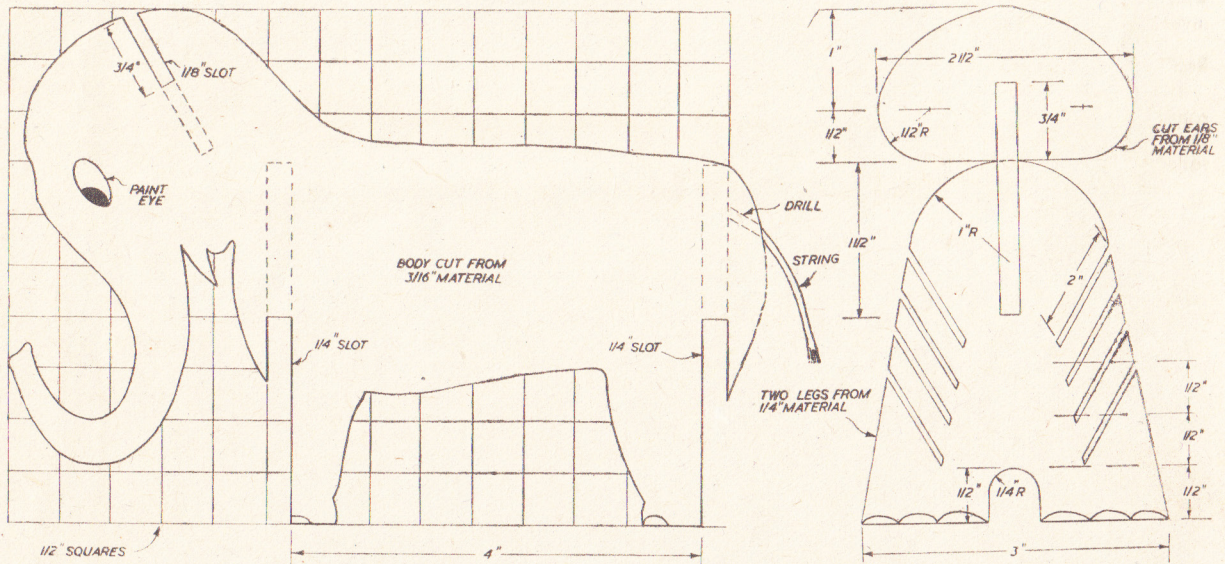 3/4"
1/8" SLOT
PAINT
EYE
BODY CUT FROM
3/16" MATERIAL
DRILL
STRING
1/4" SLOT
1/4" SLOT
1/2" SQUARES
4"
1"
2 1/2"
1/2"
1/2" R
3/4"
CUT EARS
FROM 1/8"
MATERIAL
1 1/2"
1" R
2"
TWO LEGS FROM
1/4" MATERIAL
1/2"
1/2"
1/2"
1/2"
1/4" R
3"